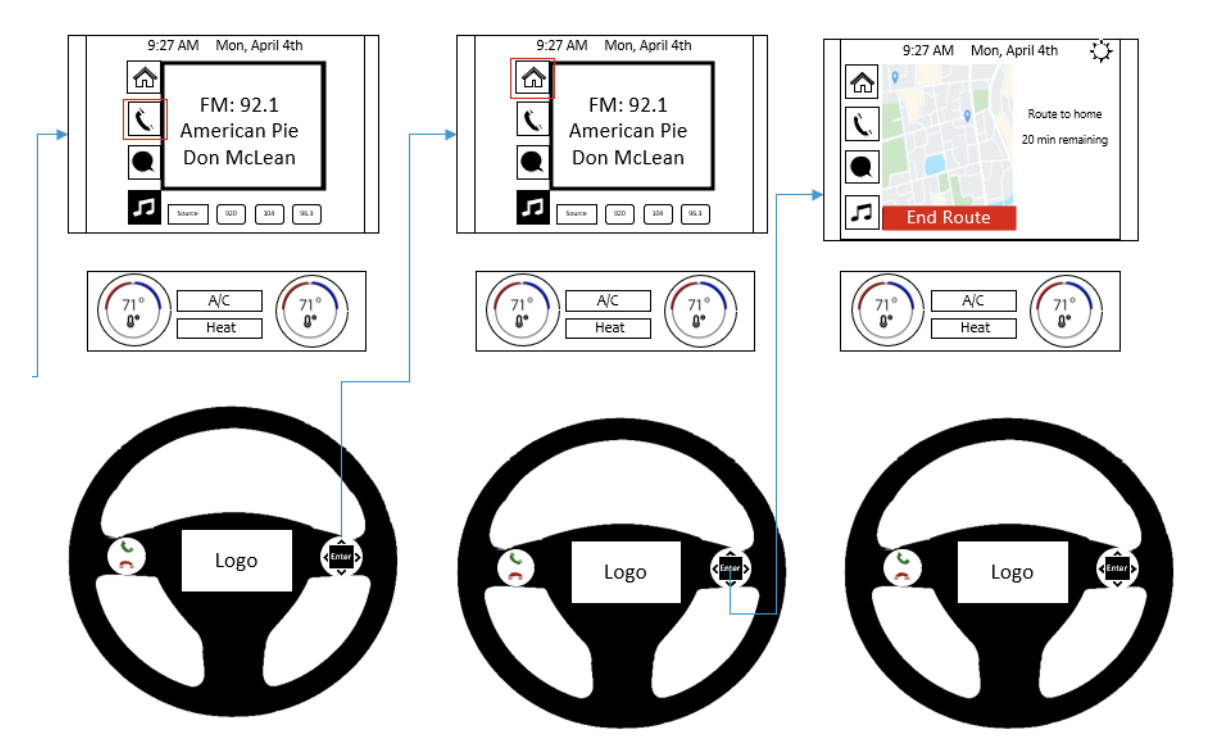 9:27 AM Mon, April 4th
FM: 92.1
American Pie
Don McLean
Source 920 104 96.3
71° A/C 71°
Heat
Logo
Enter
9:27 AM Mon, April 4th
FM: 92.1
American Pie
Don McLean
Source 920 104 96.3
71° A/C 71°
Heat
Logo
Enter
9:27 AM Mon, April 4th
Route to home
20 min remaining
End Route
71° A/C 71°
Heat
Logo
Enter